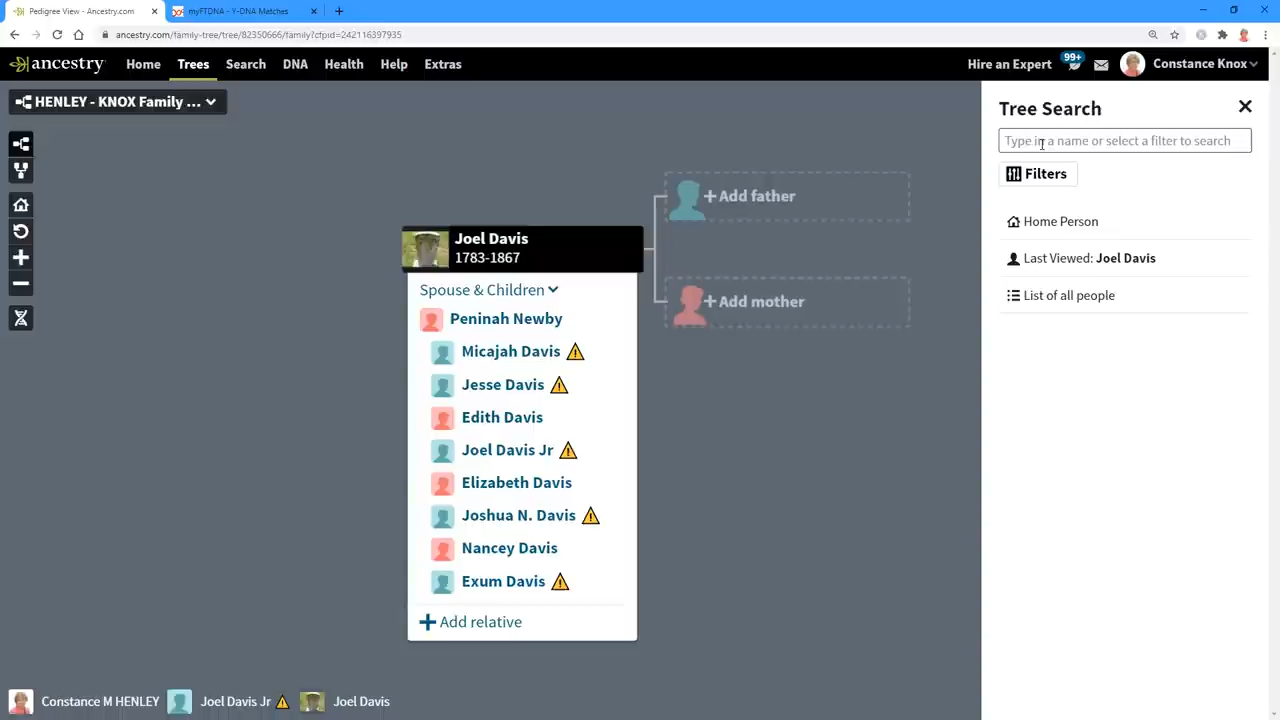 Pedigree View - Ancestry.com
myFTDNA - Y-DNA Matches
ancestry.com/family-tree/tree/82350666/family?cfpid=242116397935
ancestry
Home
Trees
Search
DNA
Health
Help
Extras
Hire an Expert
99+
Constance Knox
HENLEY - KNOX Family ...
Tree Search
Type in a name or select a filter to search
Filters
Home Person
Last Viewed: Joel Davis
List of all people
Add father
Add mother
Joel Davis
1783-1867
Spouse & Children
Peninah Newby
Micajah Davis
Jesse Davis
Edith Davis
Joel Davis Jr
Elizabeth Davis
Joshua N. Davis
Nancey Davis
Exum Davis
Add relative
Constance M HENLEY
Joel Davis Jr
Joel Davis